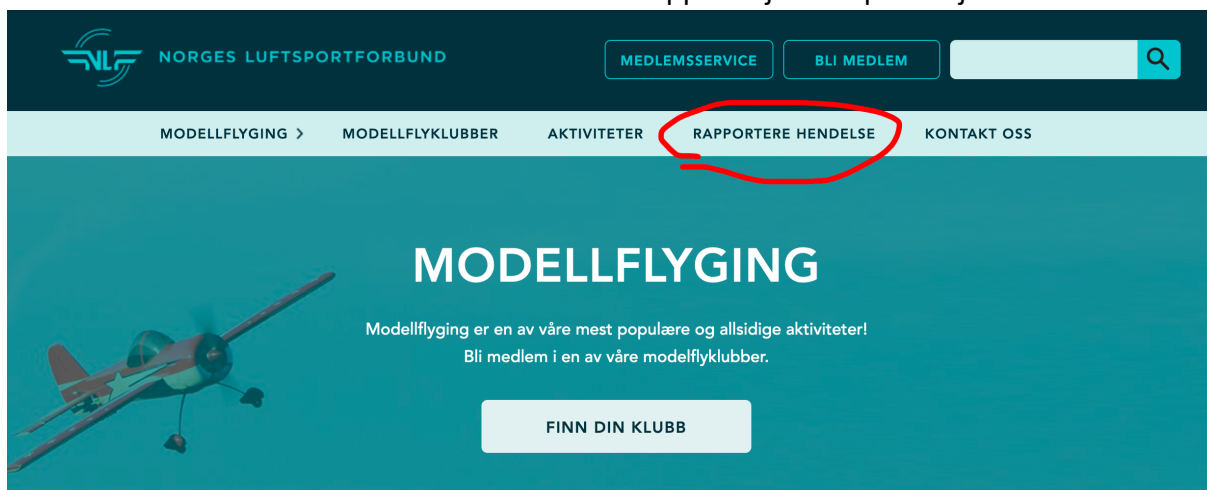 NLF NORGES LUFTSPORTFORBUND
MEDLEMSSERVICE
BLI MEDLEM
MODELLFLYGING >
MODELLFLYKLUBBER
AKTIVITETER
RAPPORTERE HENDELSE
KONTAKT OSS
MODELLFLYGING
Modellflyging er en av våre mest populære og allsidige aktiviteter!
Bli medlem i en av våre modelflyklubber.
FINN DIN KLUBB